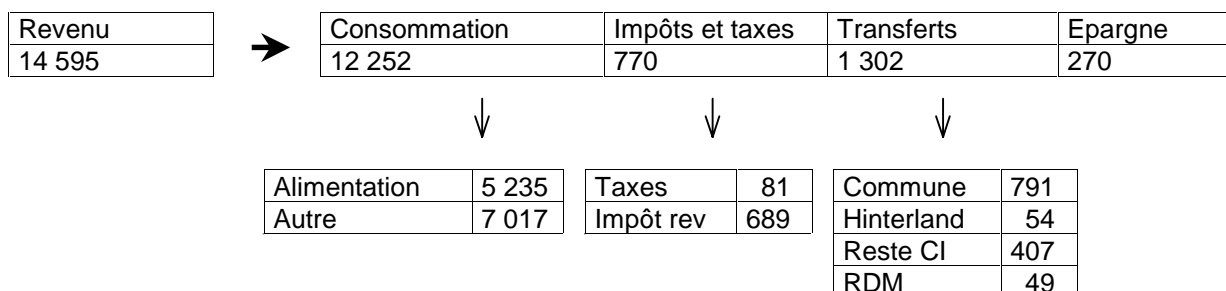 Revenu Consommation Impôts et taxes Transferts Epargne
14 595 12 252 770 1 302 270
Alimentation 5 235 Taxes 81 Commune 791
Autre 7 017 Impôt rev 689 Hinterland 54
Reste CI 407
RDM 49